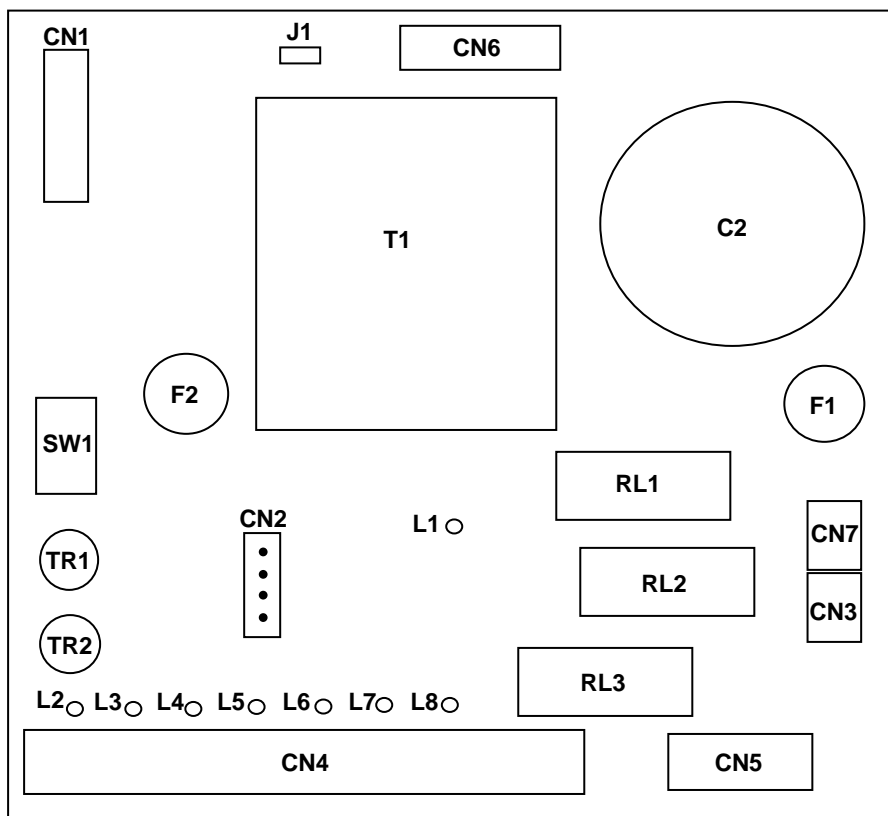 J1
CN1
CN6
T1
C2
F2
F1
SW1
RL1
CN2
L1
CN7
TR1
RL2
CN3
TR2
RL3
L2 L3 L4 L5 L6 L7 L8
CN4
CN5